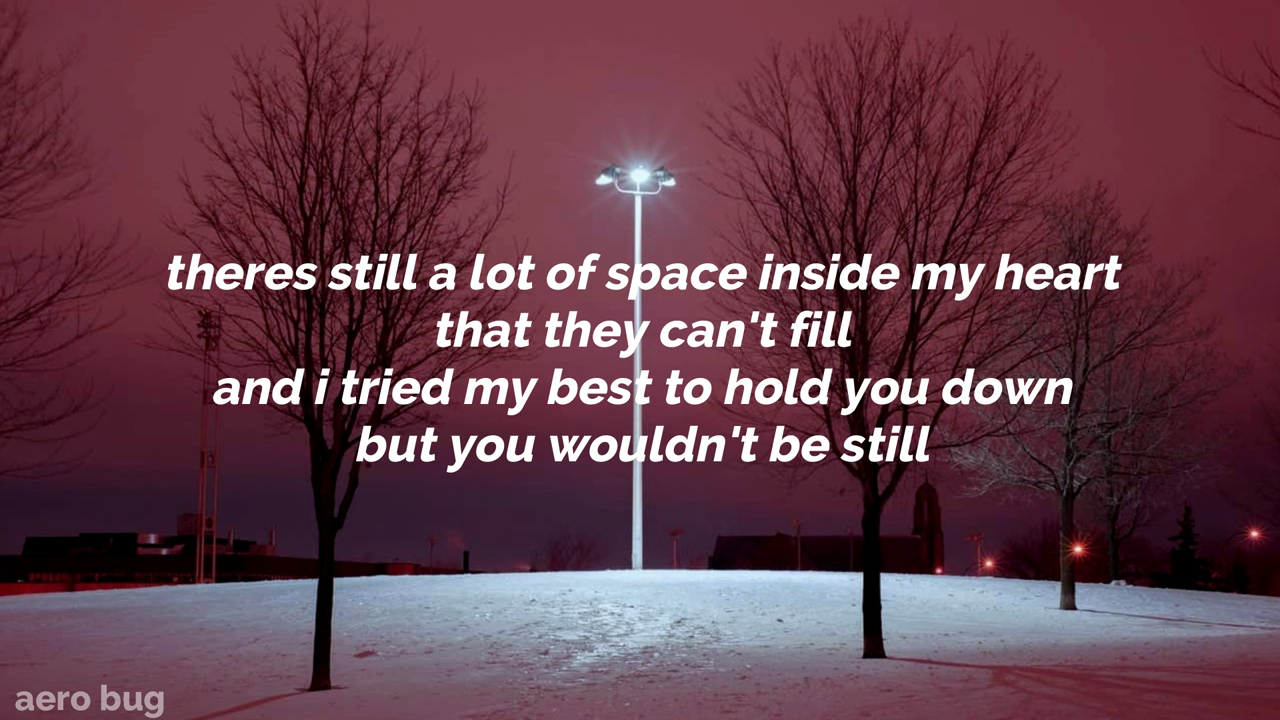 theres still a lot of space inside my heart
that they can't fill
and i tried my best to hold you down
but you wouldn't be still
aero bug